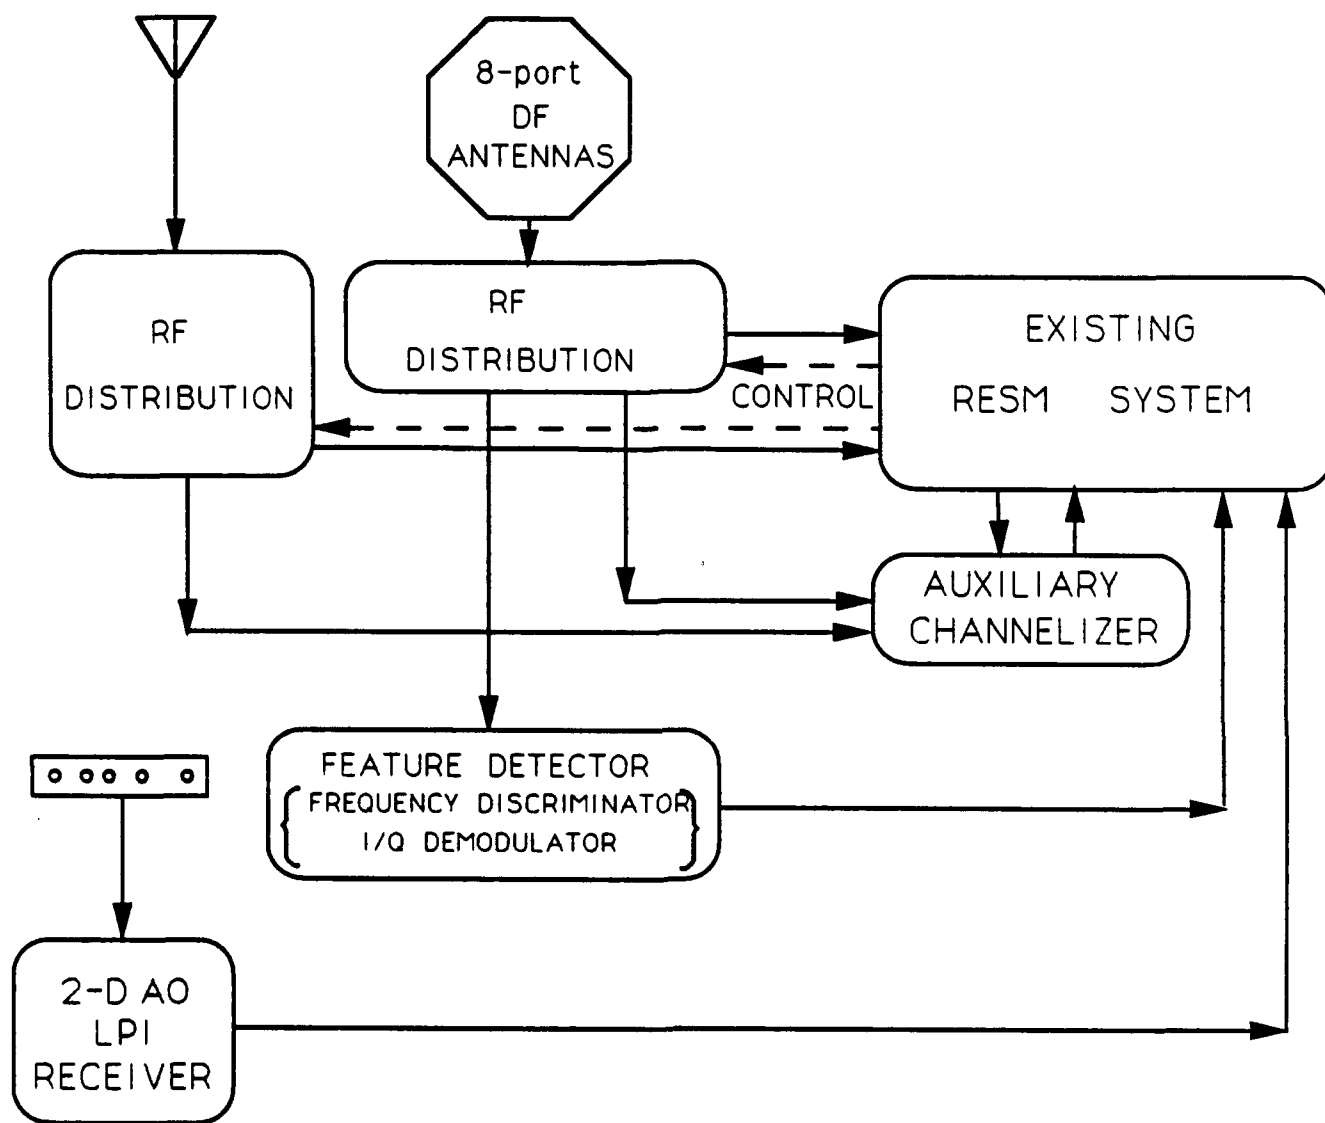 8-port
DF
ANTENNAS
RF
DISTRIBUTION
RF
DISTRIBUTION
CONTROL
EXISTING
RESM SYSTEM
AUXILIARY
CHANNELIZER
FEATURE DETECTOR
FREQUENCY DISCRIMINATOR
I/Q DEMODULATOR
2-D AO
LPI
RECEIVER